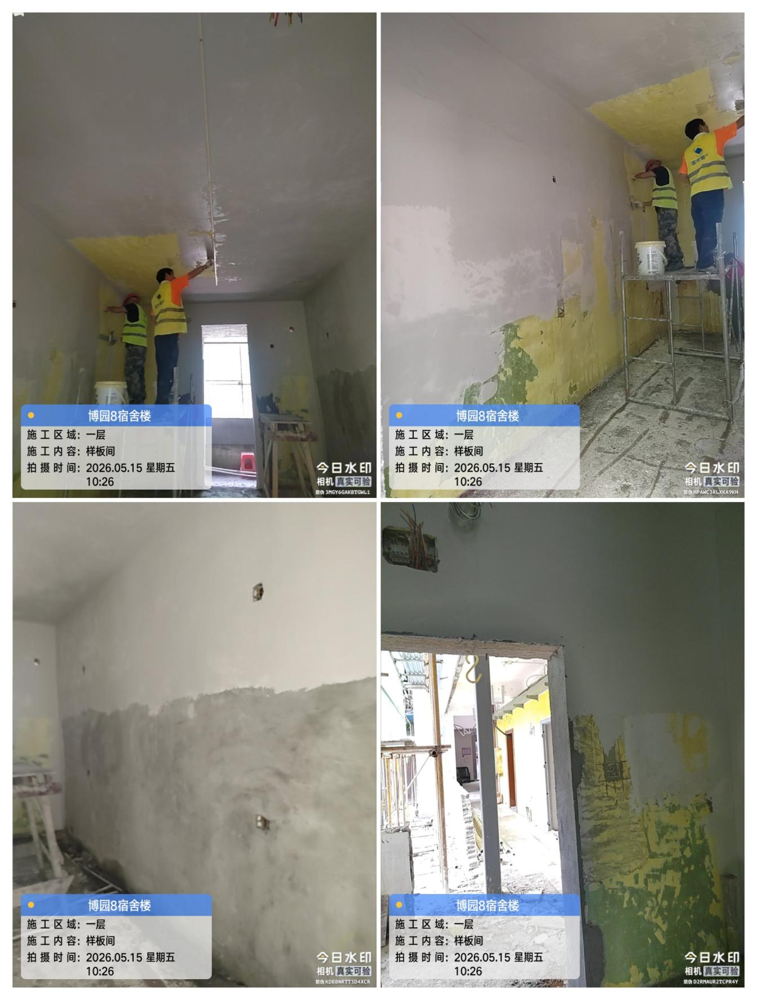 博园8宿舍楼
施工区域：一层
施工内容：样板间
拍摄时间：2026.05.15 星期五
10:26
今日水印
相机 真实可验
防伪 3MGY6GAKBTGWL1
博园8宿舍楼
施工区域：一层
施工内容：样板间
拍摄时间：2026.05.15 星期五
10:26
今日水印
相机 真实可验
防伪 HPAWC3RLXKA9KH
博园8宿舍楼
施工区域：一层
施工内容：样板间
拍摄时间：2026.05.15 星期五
10:26
今日水印
相机 真实可验
防伪 KDBBNRTT3D4XCR
博园8宿舍楼
施工区域：一层
施工内容：样板间
拍摄时间：2026.05.15 星期五
10:26
今日水印
相机 真实可验
防伪 D2RMAUR2TCPR4Y